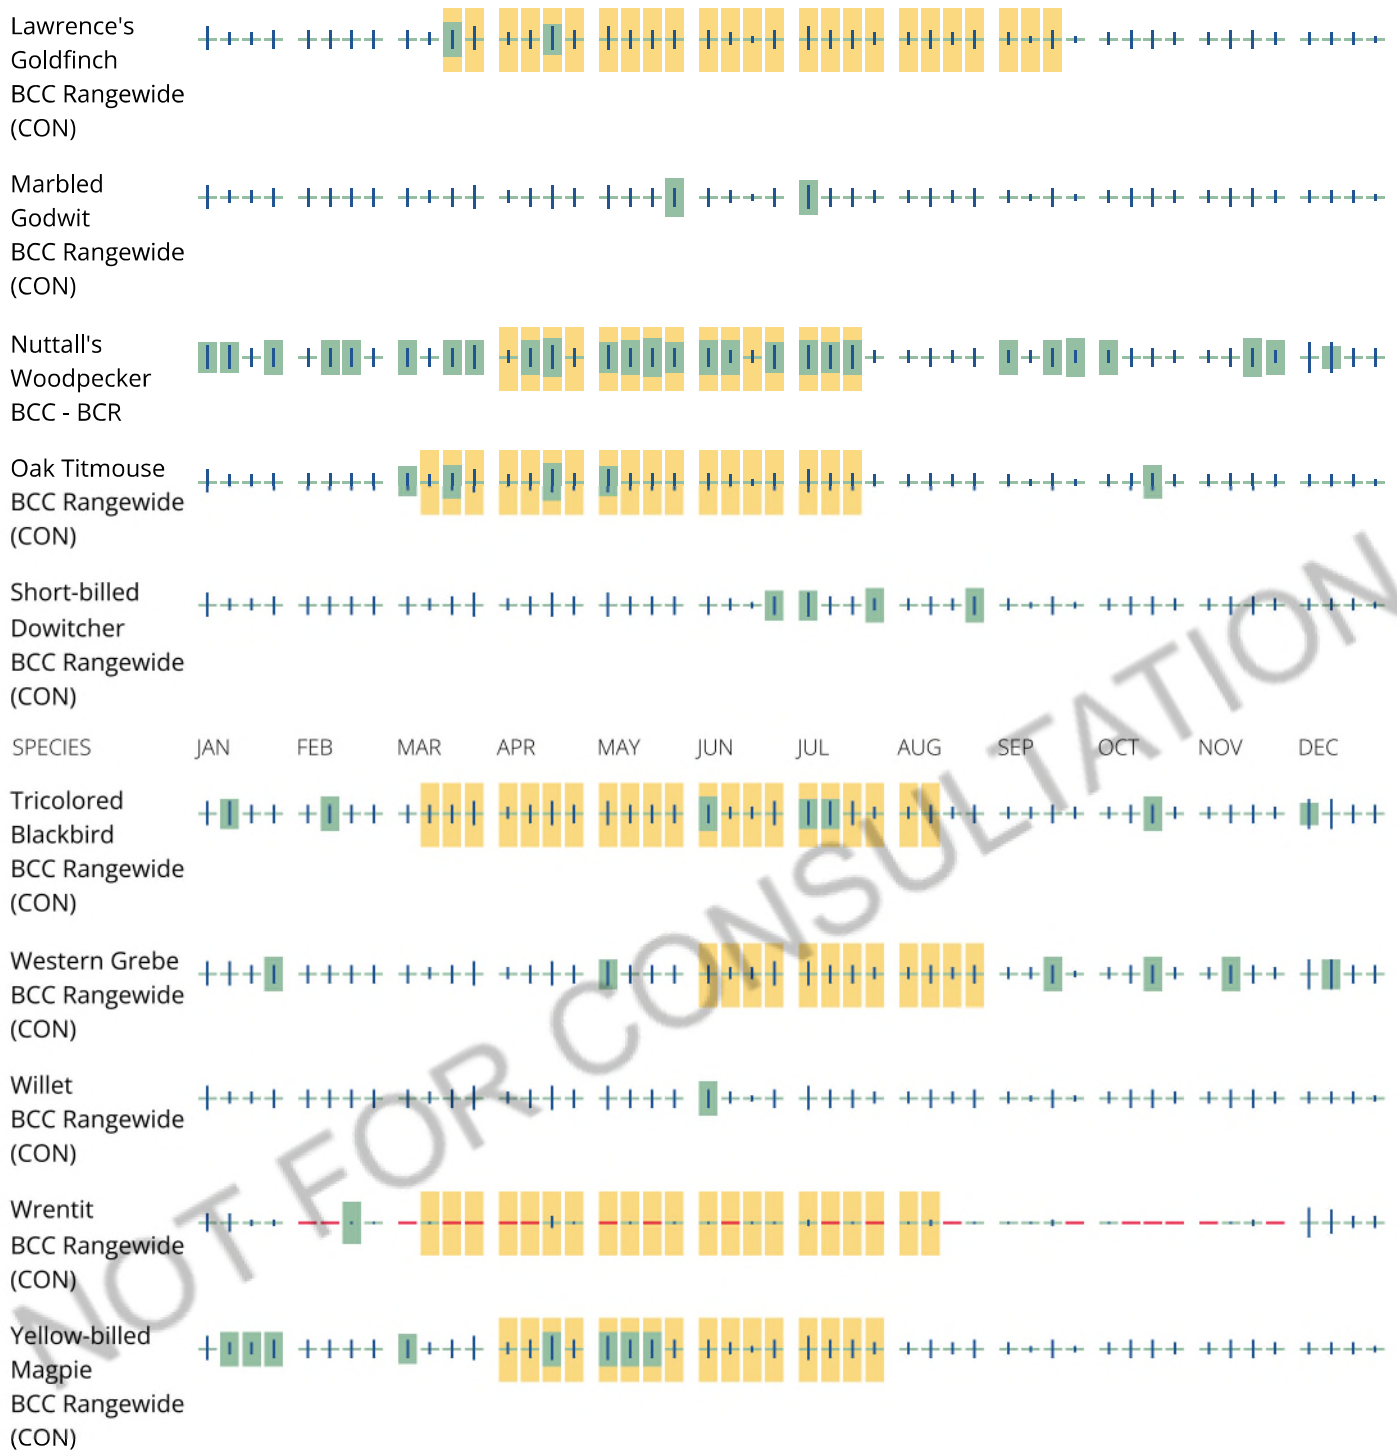 Lawrence's
Goldfinch
BCC Rangewide
(CON)
Marbled
Godwit
BCC Rangewide
(CON)
Nuttall's
Woodpecker
BCC - BCR
Oak Titmouse
BCC Rangewide
(CON)
Short-billed
Dowitcher
BCC Rangewide
(CON)
SPECIES JAN FEB MAR APR MAY JUN JUL AUG SEP OCT NOV DEC
Tricolored
Blackbird
BCC Rangewide
(CON)
Western Grebe
BCC Rangewide
(CON)
Willet
BCC Rangewide
(CON)
Wrentit
BCC Rangewide
(CON)
Yellow-billed
Magpie
BCC Rangewide
(CON)
NOT FOR CONSULTATION